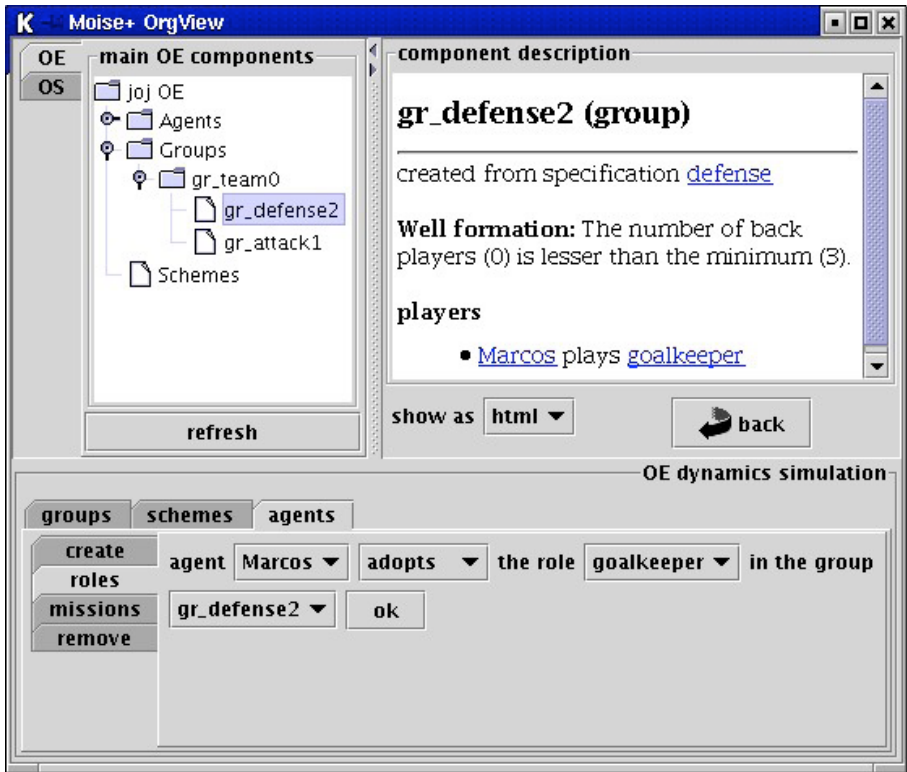 Moise+ OrgView
OE
OS
main OE components
joj OE
Agents
Groups
gr_team0
gr_defense2
gr_attack1
Schemes
refresh
component description
gr_defense2 (group)
created from specification defense
Well formation: The number of back
players (0) is lesser than the minimum (3).
players
• Marcos plays goalkeeper
show as html
back
OE dynamics simulation
groups schemes agents
create
roles
missions
remove
agent Marcos adopts the role goalkeeper in the group
gr_defense2 ok